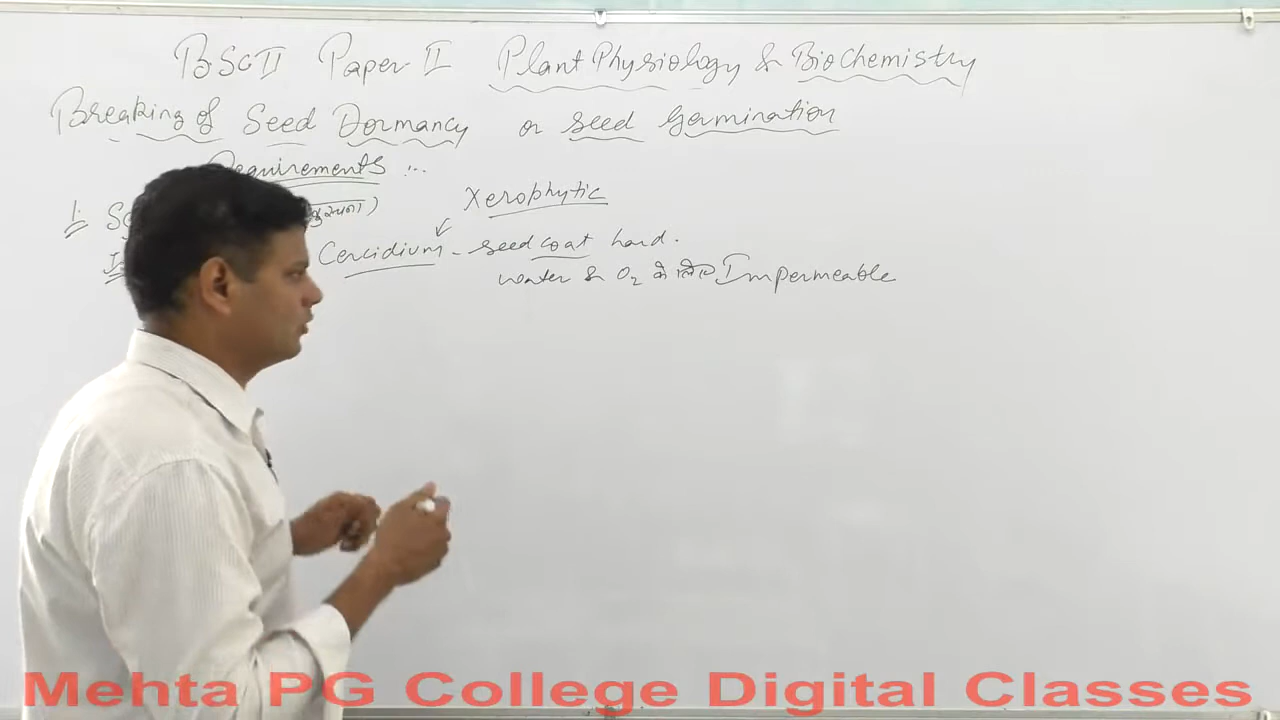 BSc II Paper II Plant Physiology & Biochemistry
Breaking of Seed Dormancy or seed Germination
Requirements ...
Xerophytic
1.
Cercidium - seed coat hard.
water & O₂ के लिए Impermeable
Mehta PG College Digital Classes